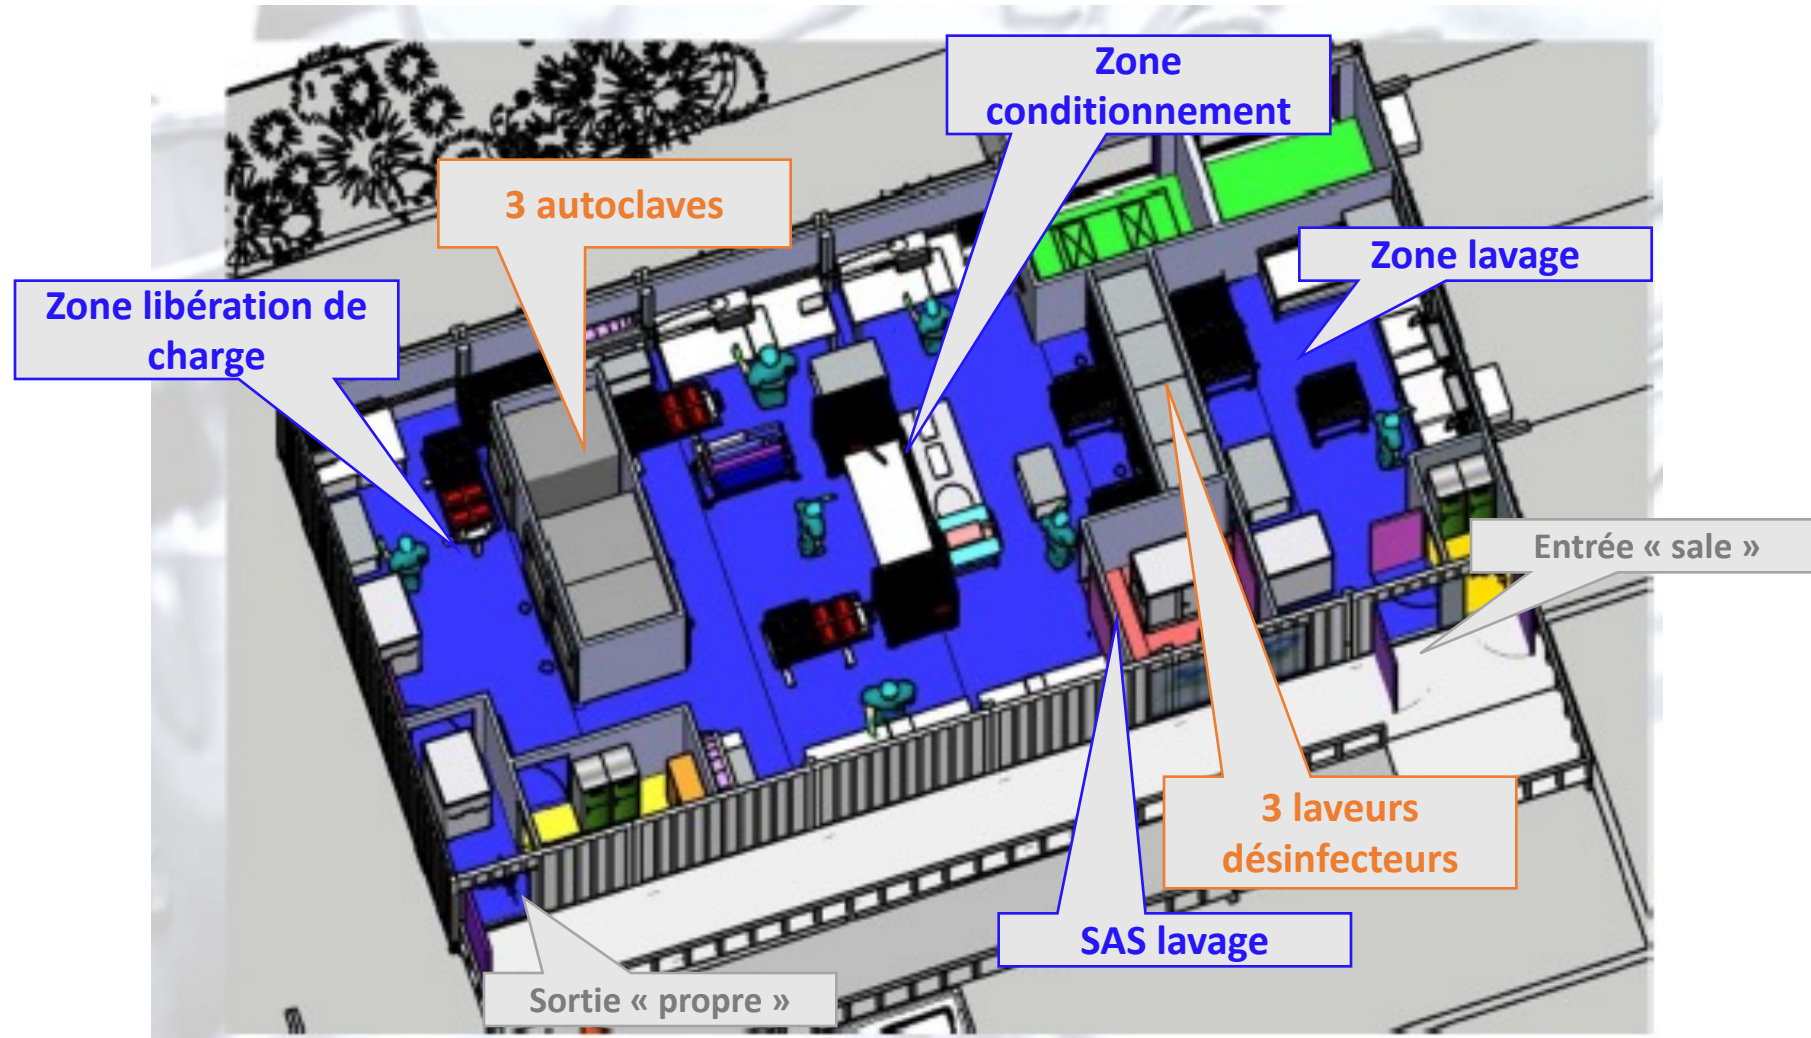 Zone
conditionnement
3 autoclaves
Zone lavage
Zone libération de
charge
Entrée « sale »
3 laveurs
désinfecteurs
SAS lavage
Sortie « propre »